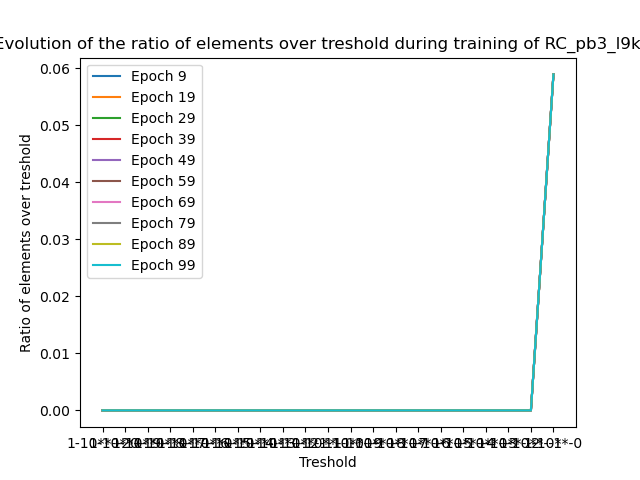 Evolution of the ratio of elements over treshold during training of RC_pb3_l9k
Epoch 9
Epoch 19
Epoch 29
Epoch 39
Epoch 49
Epoch 59
Epoch 69
Epoch 79
Epoch 89
Epoch 99
Ratio of elements over treshold
0.06
0.05
0.04
0.03
0.02
0.01
0.00
Treshold